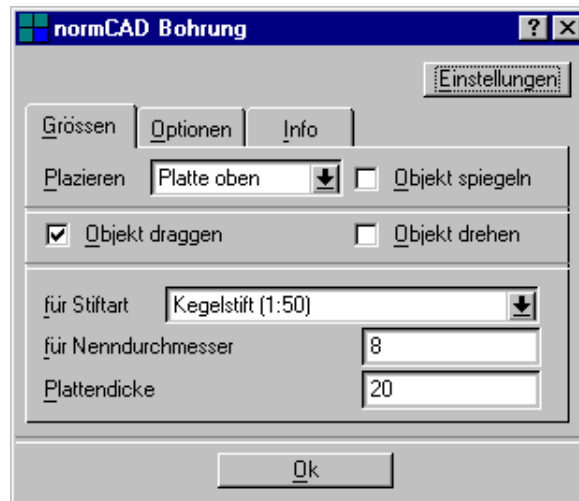 normCAD Bohrung
Einstellungen
Grössen Optionen Info
Plazieren Platte oben Objekt spiegeln
Objekt draggen Objekt drehen
für Stiftart Kegelstift (1:50)
für Nenndurchmesser 8
Plattendicke 20
Ok